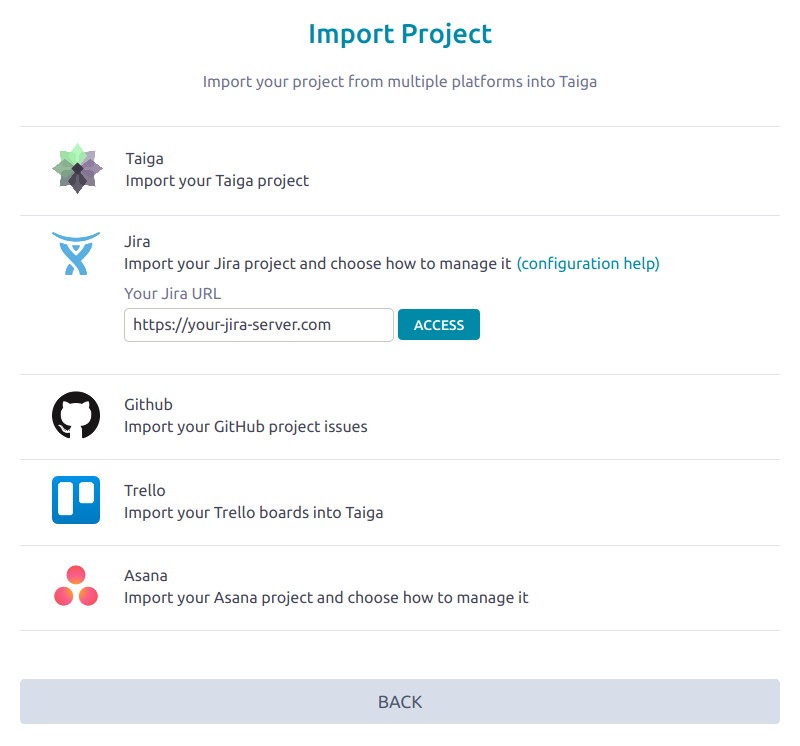 Import Project
Import your project from multiple platforms into Taiga
Taiga
Import your Taiga project
Jira
Import your Jira project and choose how to manage it (configuration help)
Your Jira URL
https://your-jira-server.com ACCESS
Github
Import your GitHub project issues
Trello
Import your Trello boards into Taiga
Asana
Import your Asana project and choose how to manage it
BACK